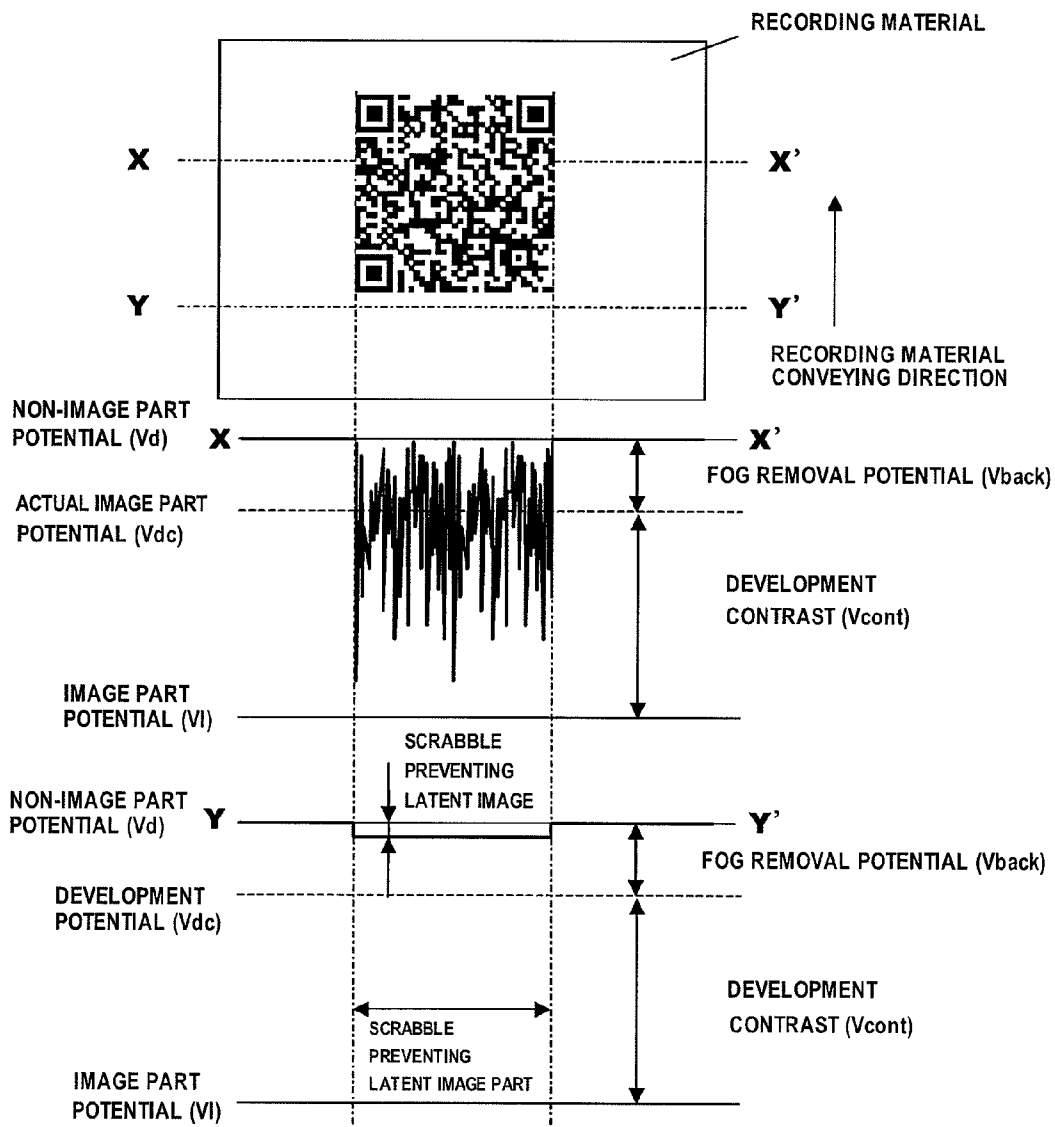 RECORDING MATERIAL
X
X'
Y
Y'
RECORDING MATERIAL
CONVEYING DIRECTION
NON-IMAGE PART
POTENTIAL (Vd)
X
X'
FOG REMOVAL POTENTIAL (Vback)
ACTUAL IMAGE PART
POTENTIAL (Vdc)
DEVELOPMENT
CONTRAST (Vcont)
IMAGE PART
POTENTIAL (Vl)
SCRABBLE
PREVENTING
LATENT IMAGE
NON-IMAGE PART
POTENTIAL (Vd)
Y
Y'
FOG REMOVAL POTENTIAL (Vback)
DEVELOPMENT
POTENTIAL (Vdc)
DEVELOPMENT
CONTRAST (Vcont)
SCRABBLE
PREVENTING
LATENT IMAGE PART
IMAGE PART
POTENTIAL (Vl)